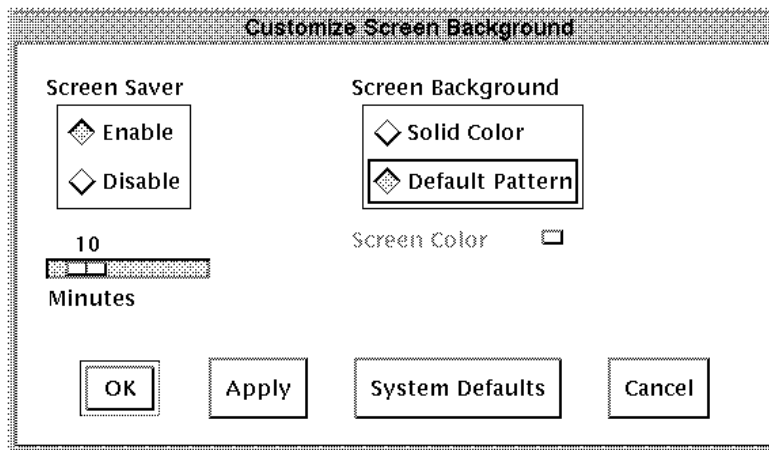 Customize Screen Background
Screen Saver
Enable
Disable
10
Minutes
Screen Background
Solid Color
Default Pattern
Screen Color
OK
Apply
System Defaults
Cancel